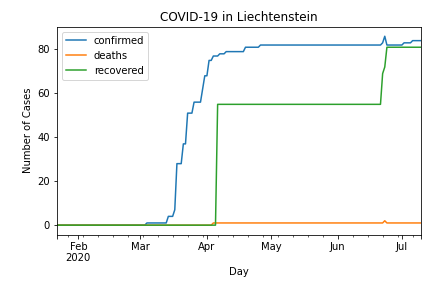 COVID-19 in Liechtenstein
confirmed
deaths
recovered
Number of Cases
80
60
40
20
0
Feb
2020
Mar
Apr
May
Jun
Jul
Day